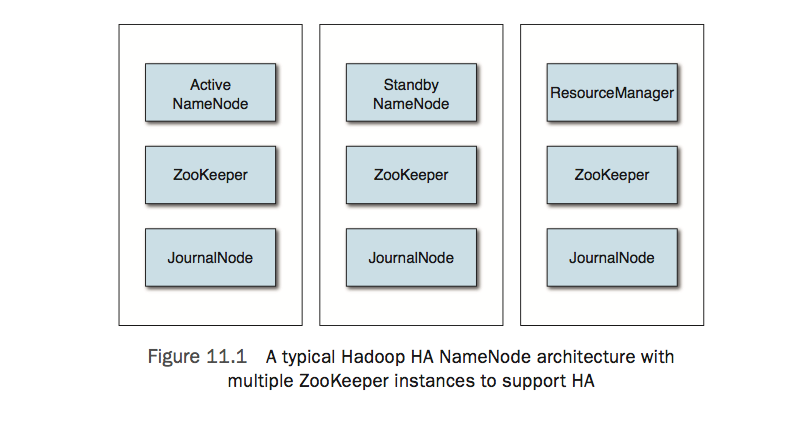 Active
NameNode
Standby
NameNode
ResourceManager
ZooKeeper
ZooKeeper
ZooKeeper
JournalNode
JournalNode
JournalNode
Figure 11.1 A typical Hadoop HA NameNode architecture with
multiple ZooKeeper instances to support HA